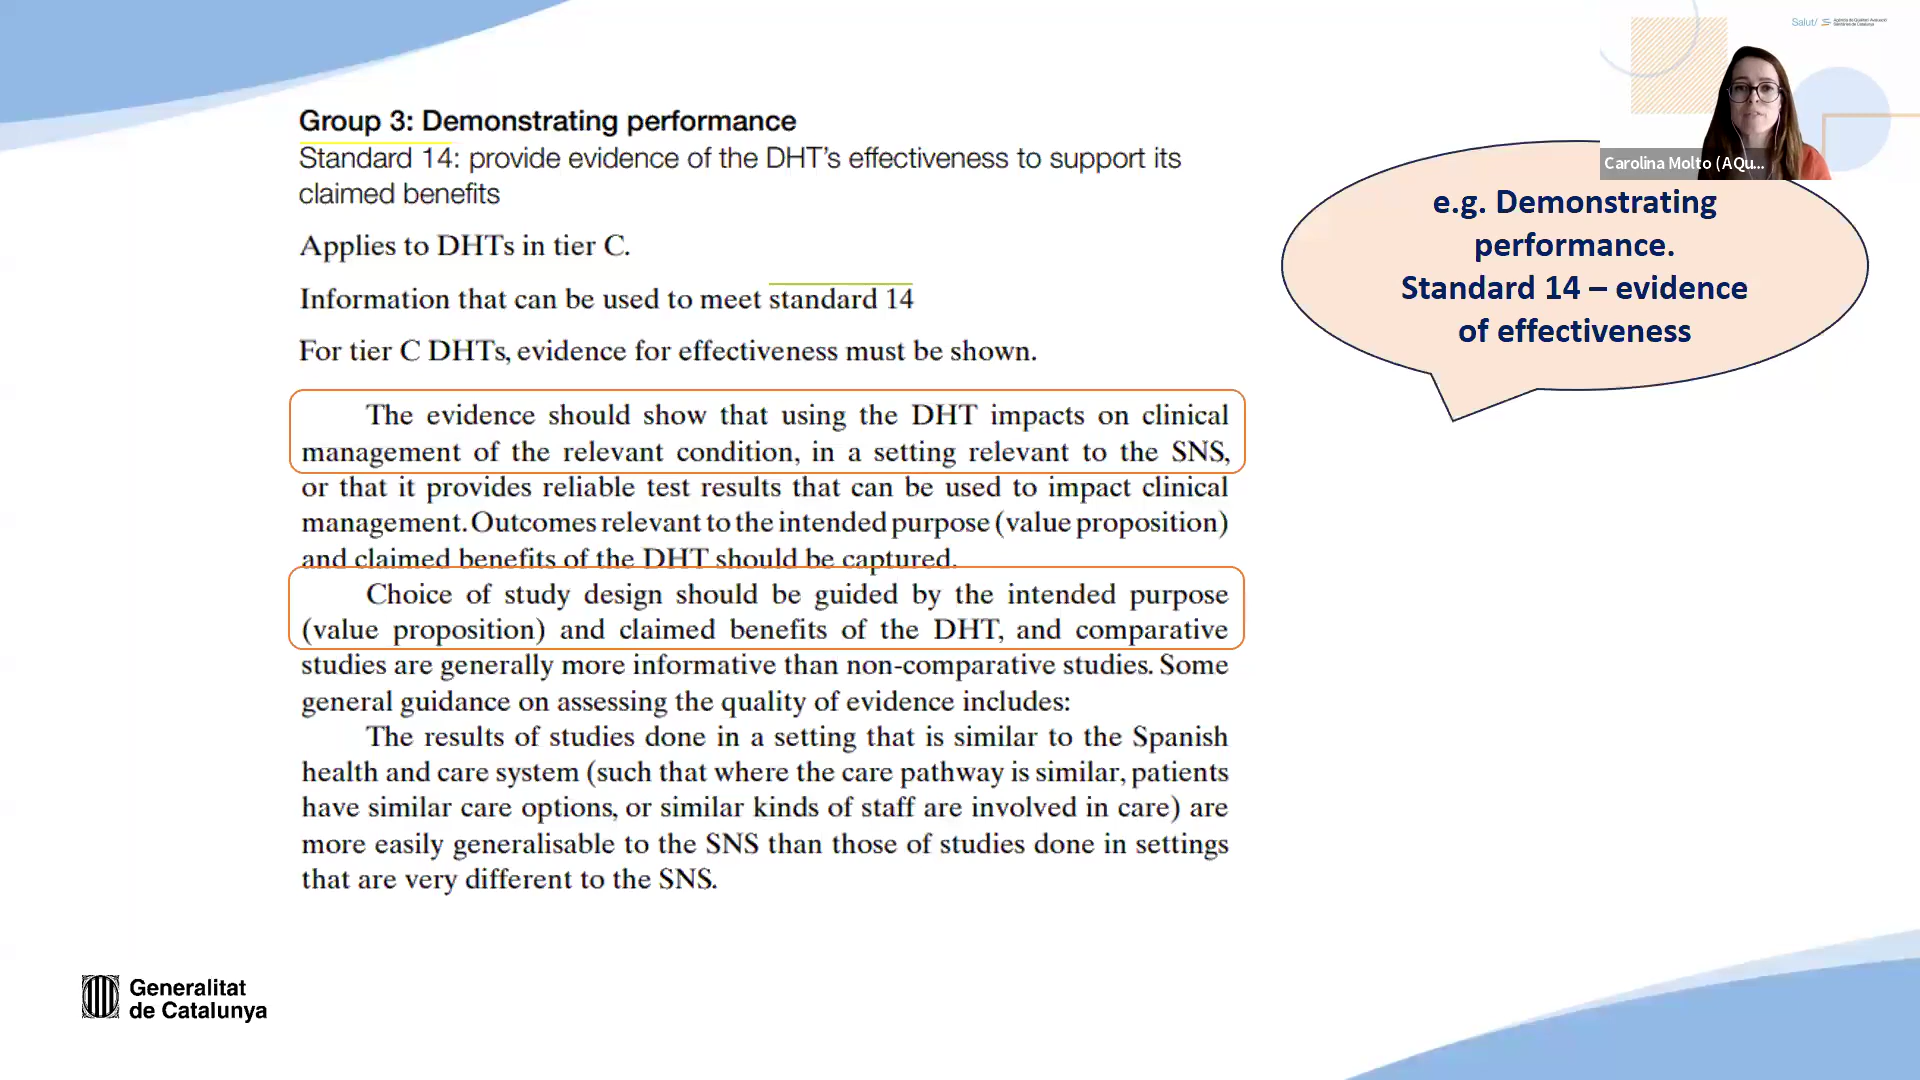 Salut/
Group 3: Demonstrating performance
Standard 14: provide evidence of the DHT’s effectiveness to support its
claimed benefits
Applies to DHTs in tier C.
Information that can be used to meet standard 14
For tier C DHTs, evidence for effectiveness must be shown.
The evidence should show that using the DHT impacts on clinical
management of the relevant condition, in a setting relevant to the SNS,
or that it provides reliable test results that can be used to impact clinical
management. Outcomes relevant to the intended purpose (value proposition)
and claimed benefits of the DHT should be captured.
Choice of study design should be guided by the intended purpose
(value proposition) and claimed benefits of the DHT, and comparative
studies are generally more informative than non-comparative studies. Some
general guidance on assessing the quality of evidence includes:
The results of studies done in a setting that is similar to the Spanish
health and care system (such that where the care pathway is similar, patients
have similar care options, or similar kinds of staff are involved in care) are
more easily generalisable to the SNS than those of studies done in settings
that are very different to the SNS.
Carolina Molto (AQu...
e.g. Demonstrating
performance.
Standard 14 – evidence
of effectiveness
Generalitat
de Catalunya